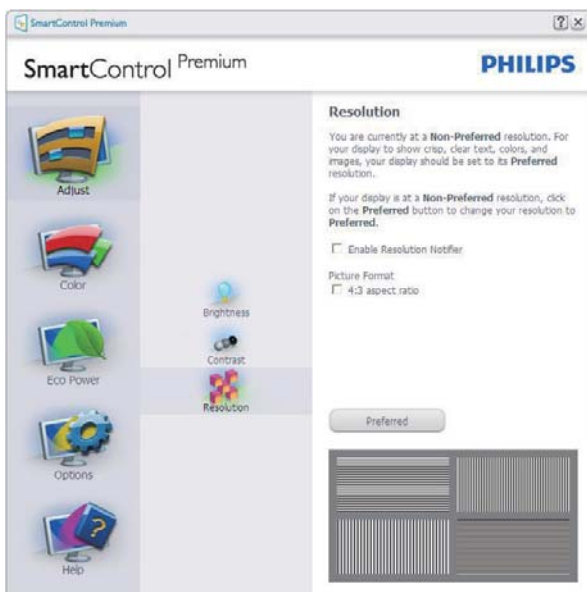 SmartControl Premium
? ×
SmartControl Premium
PHILIPS
Adjust
Color
Eco Power
Options
?
Help
Brightness
Contrast
Resolution
Resolution
You are currently at a Non-Preferred resolution. For
your display to show crisp, clear text, colors, and
images, your display should be set to its Preferred
resolution.
If your display is at a Non-Preferred resolution, click
on the Preferred button to change your resolution to
Preferred.
Enable Resolution Notifier
Picture Format
4:3 aspect ratio
Preferred